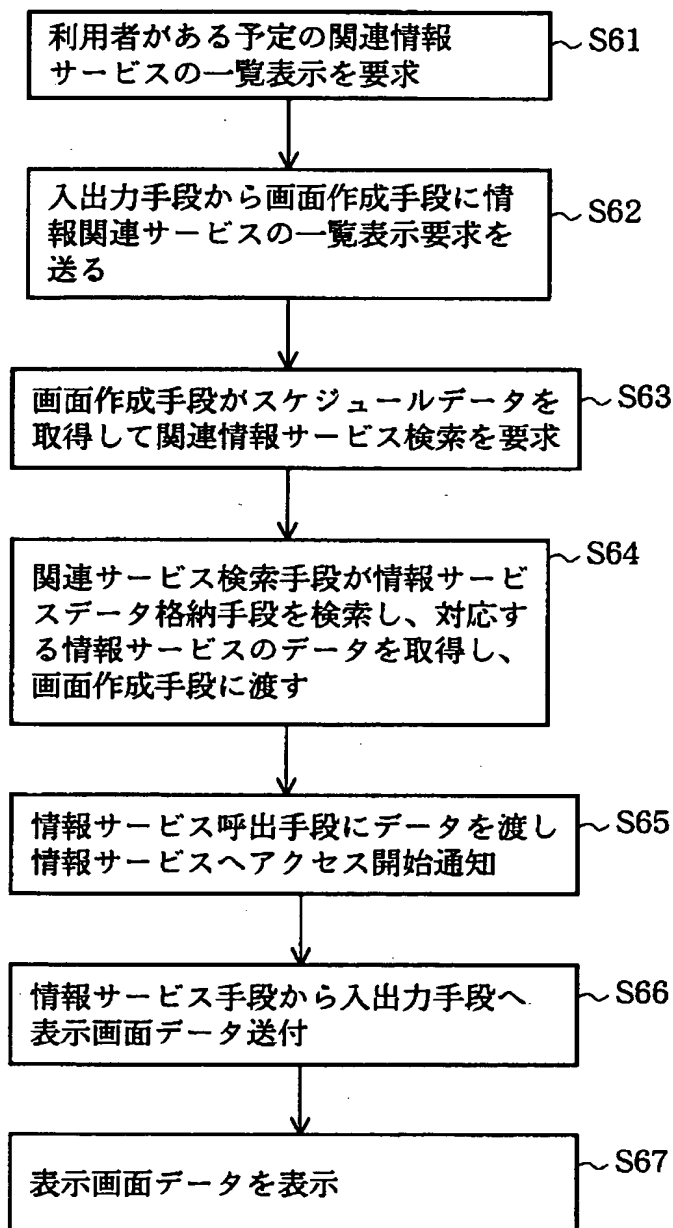 利用者がある予定の関連情報
サービスの一覧表示を要求
S61
入出力手段から画面作成手段に情
報関連サービスの一覧表示要求を
送る
S62
画面作成手段がスケジュールデータを
取得して関連情報サービス検索を要求
S63
関連サービス検索手段が情報サービ
スデータ格納手段を検索し、対応す
る情報サービスのデータを取得し、
画面作成手段に渡す
S64
情報サービス呼出手段にデータを渡し
情報サービスへアクセス開始通知
S65
情報サービス手段から入出力手段へ
表示画面データ送付
S66
表示画面データを表示
S67